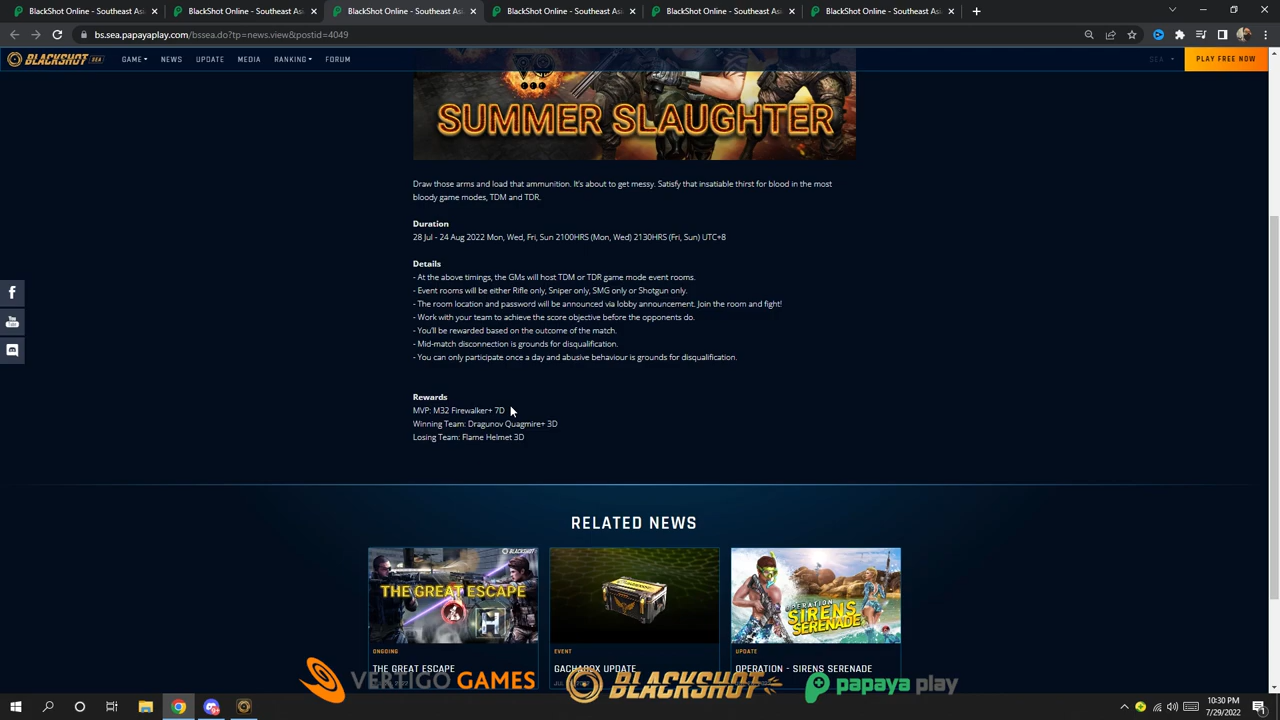 BlackShot - Southeast As
BlackShot - Southeast As
BlackShot - Southeast As
BlackShot - Southeast As
BlackShot - Southeast As
BlackShot - Southeast As
bs.sea.papayaplay.com/bssea.do?tp=news.view&postid=4049
BLACKSHOT SEA GAME NEWS UPDATE MEDIA RANKING FORUM SEA PLAY FREE NOW
SUMMER SLAUGHTER
Draw those arms and load that ammunition. It's about to get messy. Satisfy that insatiable thirst for blood in the most
bloody game modes, TDM and TDR.
Duration
28 Jul - 24 Aug 2022 Mon, Wed, Fri, Sun 2100HRS (Mon, Wed) 2130HRS (Fri, Sun) UTC+8
Details
- At the above timings, the GMs will host TDM or TDR game mode event rooms.
- Event rooms will be either Rifle only, Sniper only, SMG only or Shotgun only.
- The room location and password will be announced via lobby announcement. Join the room and fight!
- Work with your team to achieve the score objective before the opponents do.
- You'll be rewarded based on the outcome of the match.
- Mid-match disconnection is grounds for disqualification.
- You can only participate once a day and abusive behaviour is grounds for disqualification.
Rewards
MVP: M32 Firewalker+ 7D
Winning Team: Dragunov Quagmire+ 3D
Losing Team: Flame Helmet 3D
RELATED NEWS
BLACKSHOT
THE GREAT ESCAPE
H
OPERATION
SIRENS
SERENADE
ONGOING
EVENT
UPDATE
THE GREAT ESCAPE
GACHABOX UPDATE
OPERATION - SIRENS SERENADE
VERTIGO GAMES
BLACKSHOT
papaya play
10:30 PM
7/29/2022